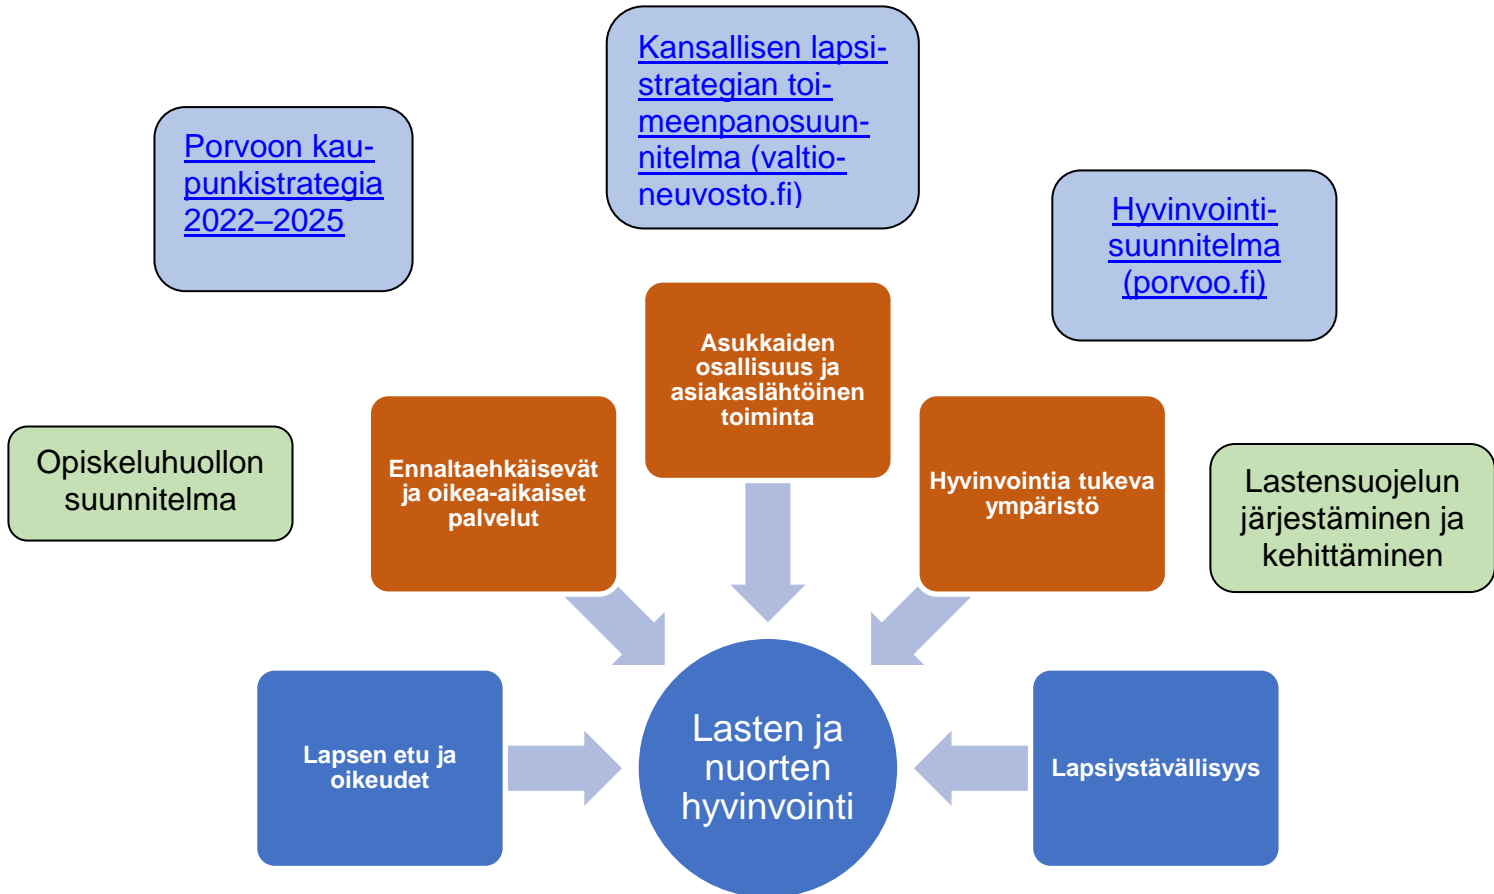 Kansallisen lapsi-
strategian toi-
meenpanosuun-
nitelma (valtio-
neuvosto.fi)
Porvoon kau-
punkistrategia
2022–2025
Hyvinvointi-
suunnitelma
(porvoo.fi)
Asukkaiden
osallisuus ja
asiakaslähtöinen
toiminta
Opiskeluhuollon
suunnitelma
Ennaltaehkäisevät
ja oikea-aikaiset
palvelut
Hyvinvointia tukeva
ympäristö
Lastensuojelun
järjestäminen ja
kehittäminen
Lapsen etu ja
oikeudet
Lasten ja
nuorten
hyvinvointi
Lapsiystävällisyys